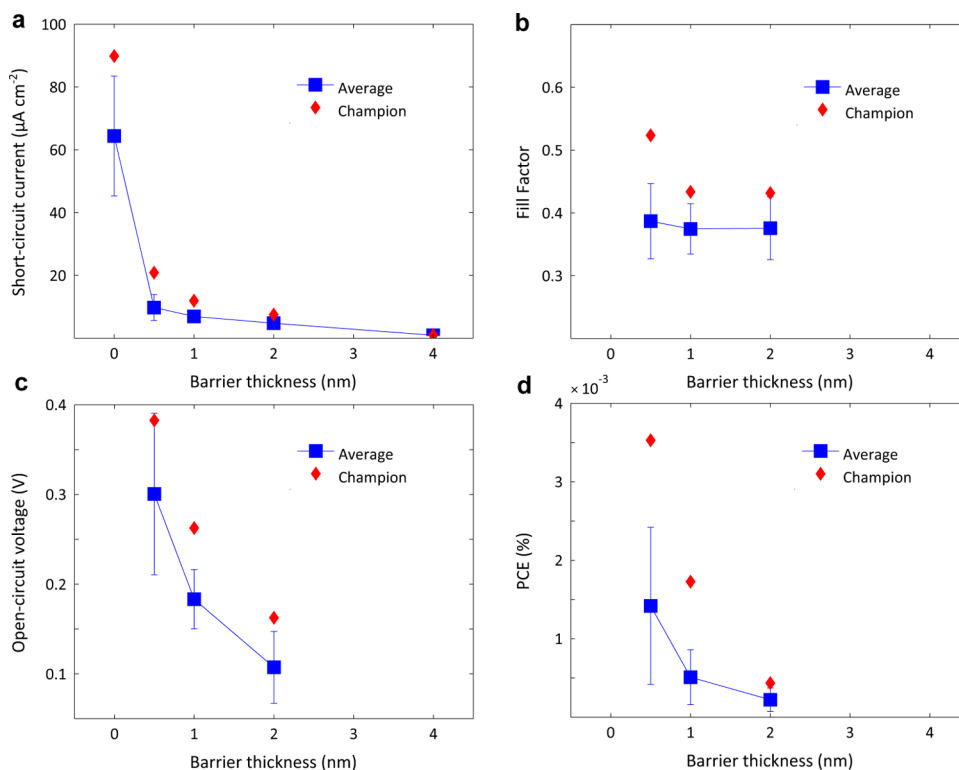 a
Short-circuit current (µA cm⁻²)
100
80
60
40
20
0 1 2 3 4
Barrier thickness (nm)
Average
Champion
b
Fill Factor
0.6
0.5
0.4
0.3
0 1 2 3 4
Barrier thickness (nm)
Average
Champion
c
Open-circuit voltage (V)
0.4
0.3
0.2
0.1
0 1 2 3 4
Barrier thickness (nm)
Average
Champion
d
× 10⁻³
PCE (%)
4
3
2
1
0 1 2 3 4
Barrier thickness (nm)
Average
Champion